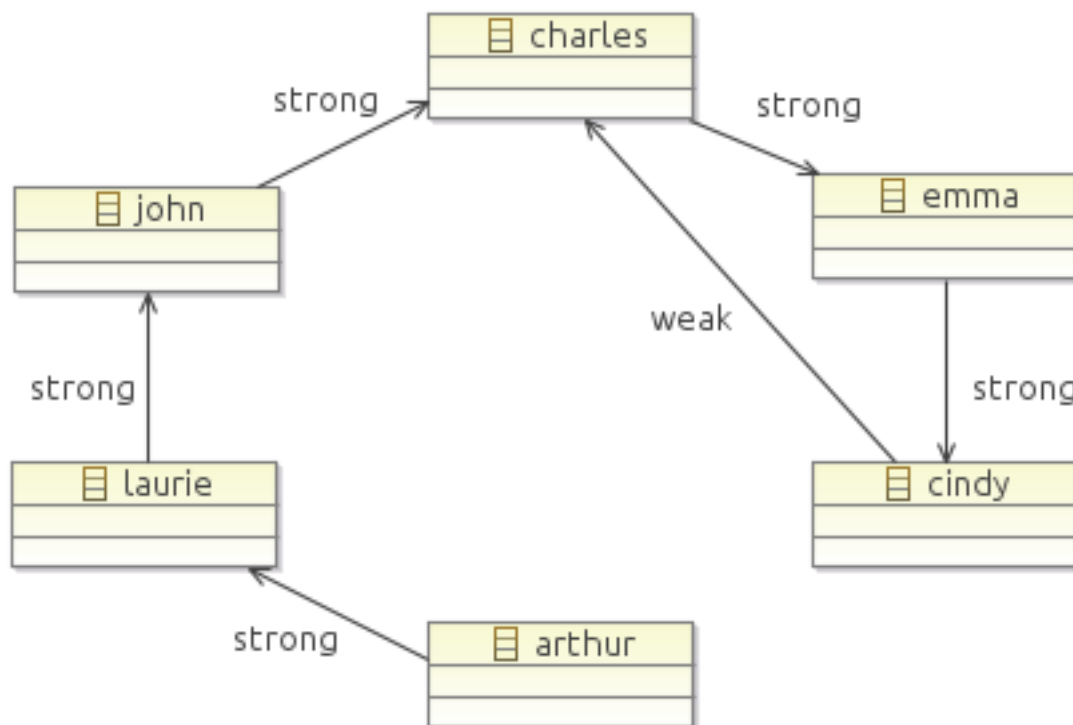 charles
strong
strong
john
emma
weak
strong
strong
laurie
cindy
strong
arthur